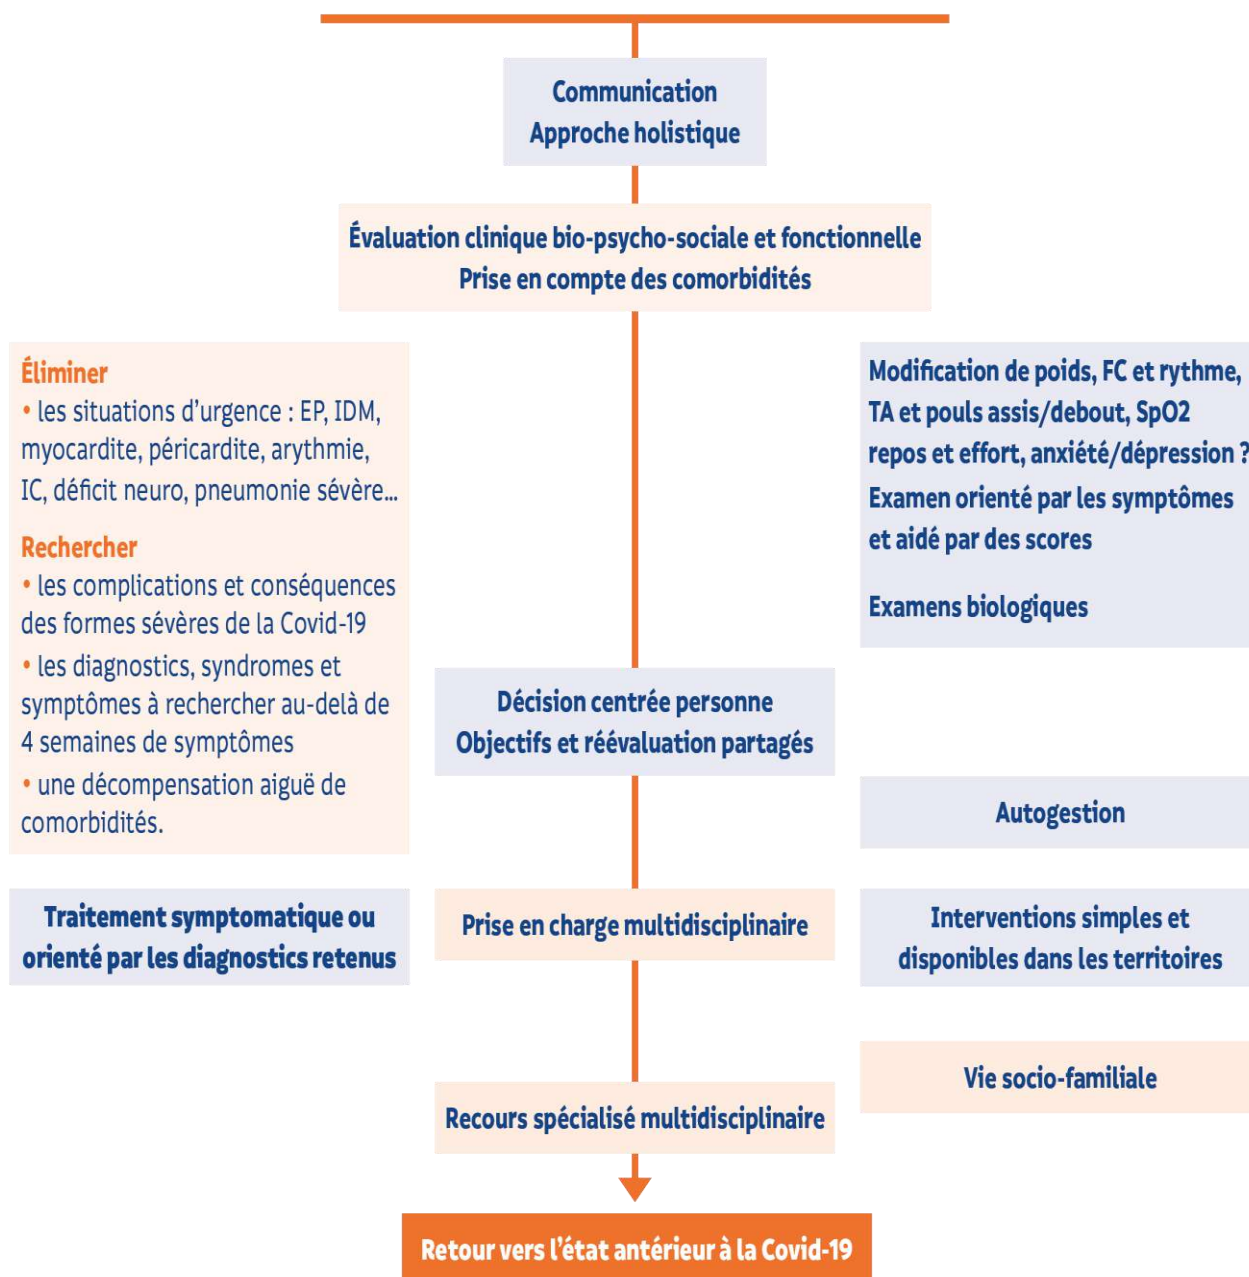 Communication
Approche holistique
Évaluation clinique bio-psycho-sociale et fonctionnelle
Prise en compte des comorbidités
Éliminer
• les situations d'urgence : EP, IDM,
myocardite, péricardite, arythmie,
IC, déficit neuro, pneumonie sévère...
Rechercher
• les complications et conséquences
des formes sévères de la Covid-19
• les diagnostics, syndromes et
symptômes à rechercher au-delà de
4 semaines de symptômes
• une décompensation aiguë de
comorbidités.
Modification de poids, FC et rythme,
TA et pouls assis/debout, SpO2
repos et effort, anxiété/dépression ?
Examen orienté par les symptômes
et aidé par des scores
Examens biologiques
Décision centrée personne
Objectifs et réévaluation partagés
Autogestion
Traitement symptomatique ou
orienté par les diagnostics retenus
Prise en charge multidisciplinaire
Interventions simples et
disponibles dans les territoires
Vie socio-familiale
Recours spécialisé multidisciplinaire
Retour vers l'état antérieur à la Covid-19